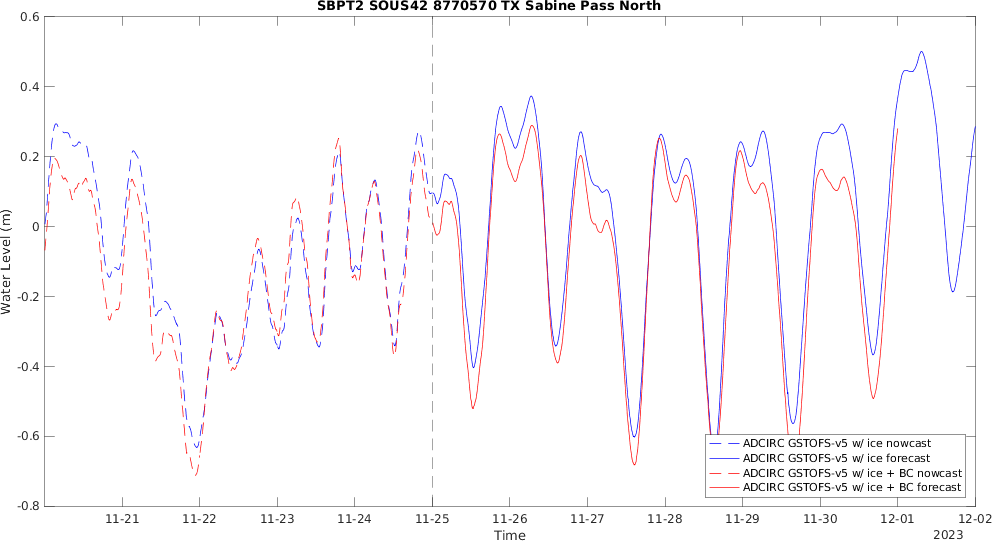 SBPT2 SOUS42 8770570 TX Sabine Pass North
0.6
0.4
0.2
0
-0.2
-0.4
-0.6
-0.8
Water Level (m)
ADCIRC GSTOFS-v5 w/ ice nowcast
ADCIRC GSTOFS-v5 w/ ice forecast
ADCIRC GSTOFS-v5 w/ ice + BC nowcast
ADCIRC GSTOFS-v5 w/ ice + BC forecast
11-21 11-22 11-23 11-24 11-25 11-26 11-27 11-28 11-29 11-30 12-01 12-02
Time
2023